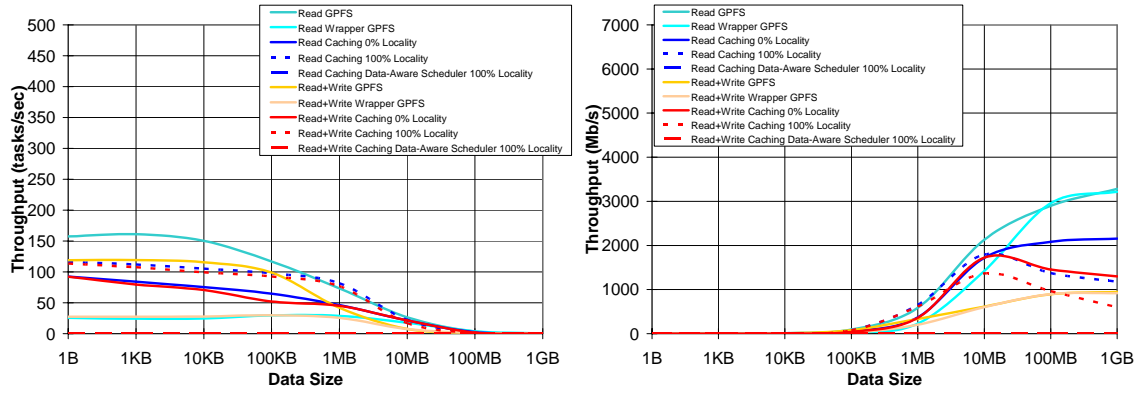 500
450
400
350
300
250
200
150
100
50
0
Throughput (tasks/sec)
Read GPFS
Read Wrapper GPFS
Read Caching 0% Locality
Read Caching 100% Locality
Read Caching Data-Aware Scheduler 100% Locality
Read+Write GPFS
Read+Write Wrapper GPFS
Read+Write Caching 0% Locality
Read+Write Caching 100% Locality
Read+Write Caching Data-Aware Scheduler 100% Locality
1B 1KB 10KB 100KB 1MB 10MB 100MB 1GB
Data Size
7000
6000
5000
4000
3000
2000
1000
0
Throughput (Mb/s)
Read GPFS
Read Wrapper GPFS
Read Caching 0% Locality
Read Caching 100% Locality
Read Caching Data-Aware Scheduler 100% Locality
Read+Write GPFS
Read+Write Wrapper GPFS
Read+Write Caching 0% Locality
Read+Write Caching 100% Locality
Read+Write Caching Data-Aware Scheduler 100% Locality
1B 1KB 10KB 100KB 1MB 10MB 100MB 1GB
Data Size